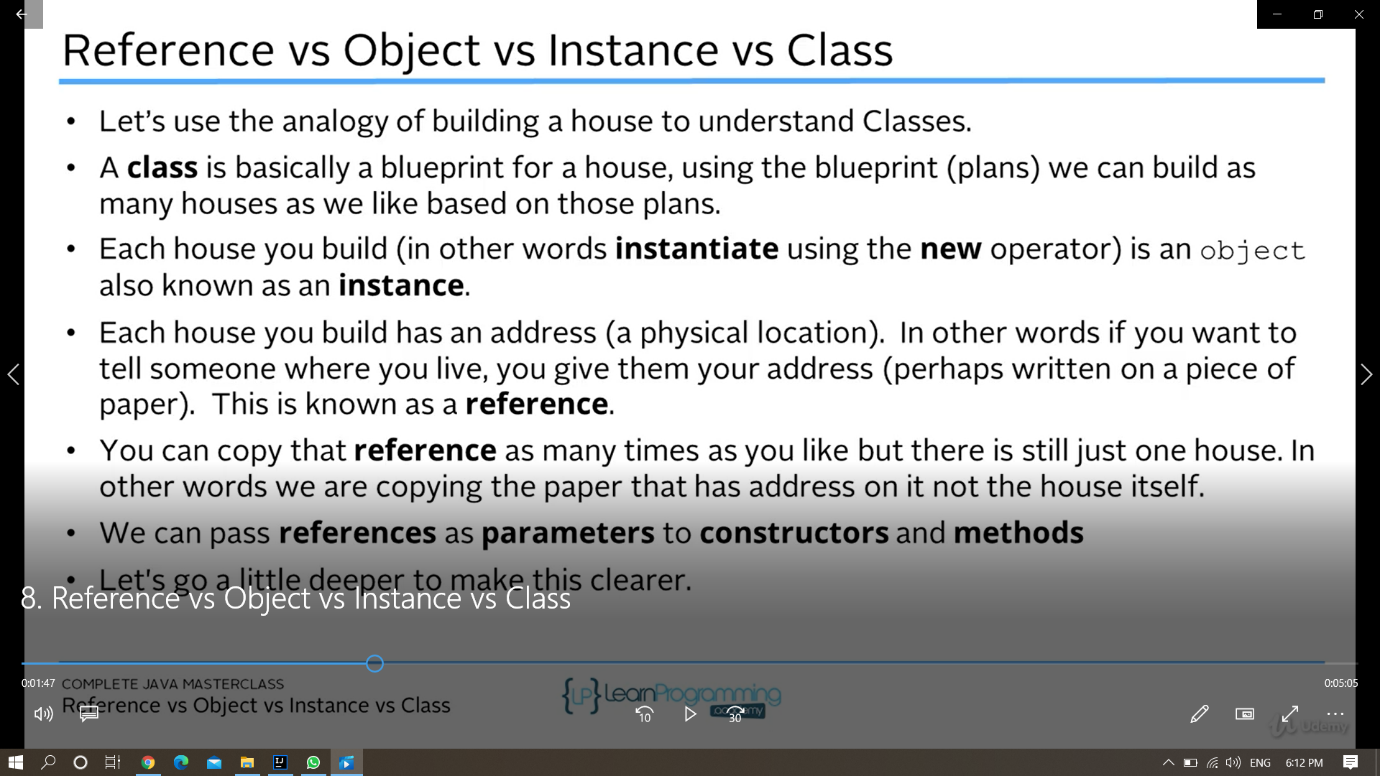 Reference vs Object vs Instance vs Class
• Let’s use the analogy of building a house to understand Classes.
• A class is basically a blueprint for a house, using the blueprint (plans) we can build as
many houses as we like based on those plans.
• Each house you build (in other words instantiate using the new operator) is an object
also known as an instance.
• Each house you build has an address (a physical location).  In other words if you want to
tell someone where you live, you give them your address (perhaps written on a piece of
paper).  This is known as a reference.
• You can copy that reference as many times as you like but there is still just one house. In
other words we are copying the paper that has address on it not the house itself.
• We can pass references as parameters to constructors and methods
• Let's go a little deeper to make this clearer.
8. Reference vs Object vs Instance vs Class
0:01:47
0:05:05
COMPLETE JAVA MASTERCLASS
Reference vs Object vs Instance vs Class
{LP} LearnProgramming
academy
10
30
Udemy
IJ
ENG
6:12 PM